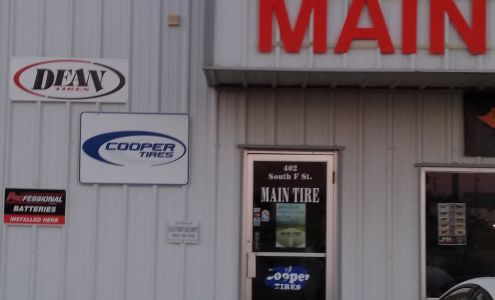 MAIN
DEAN
TIRES
COOPER
TIRES
PROFESSIONAL
BATTERIES
INSTALLED HERE
402
South F St.
MAIN TIRE
Cooper
TIRES